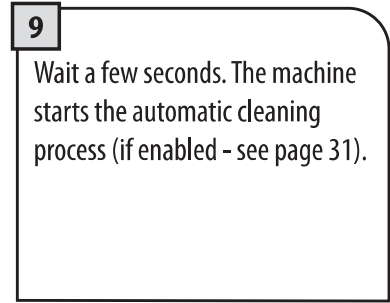 9
Wait a few seconds. The machine
starts the automatic cleaning
process (if enabled - see page 31).